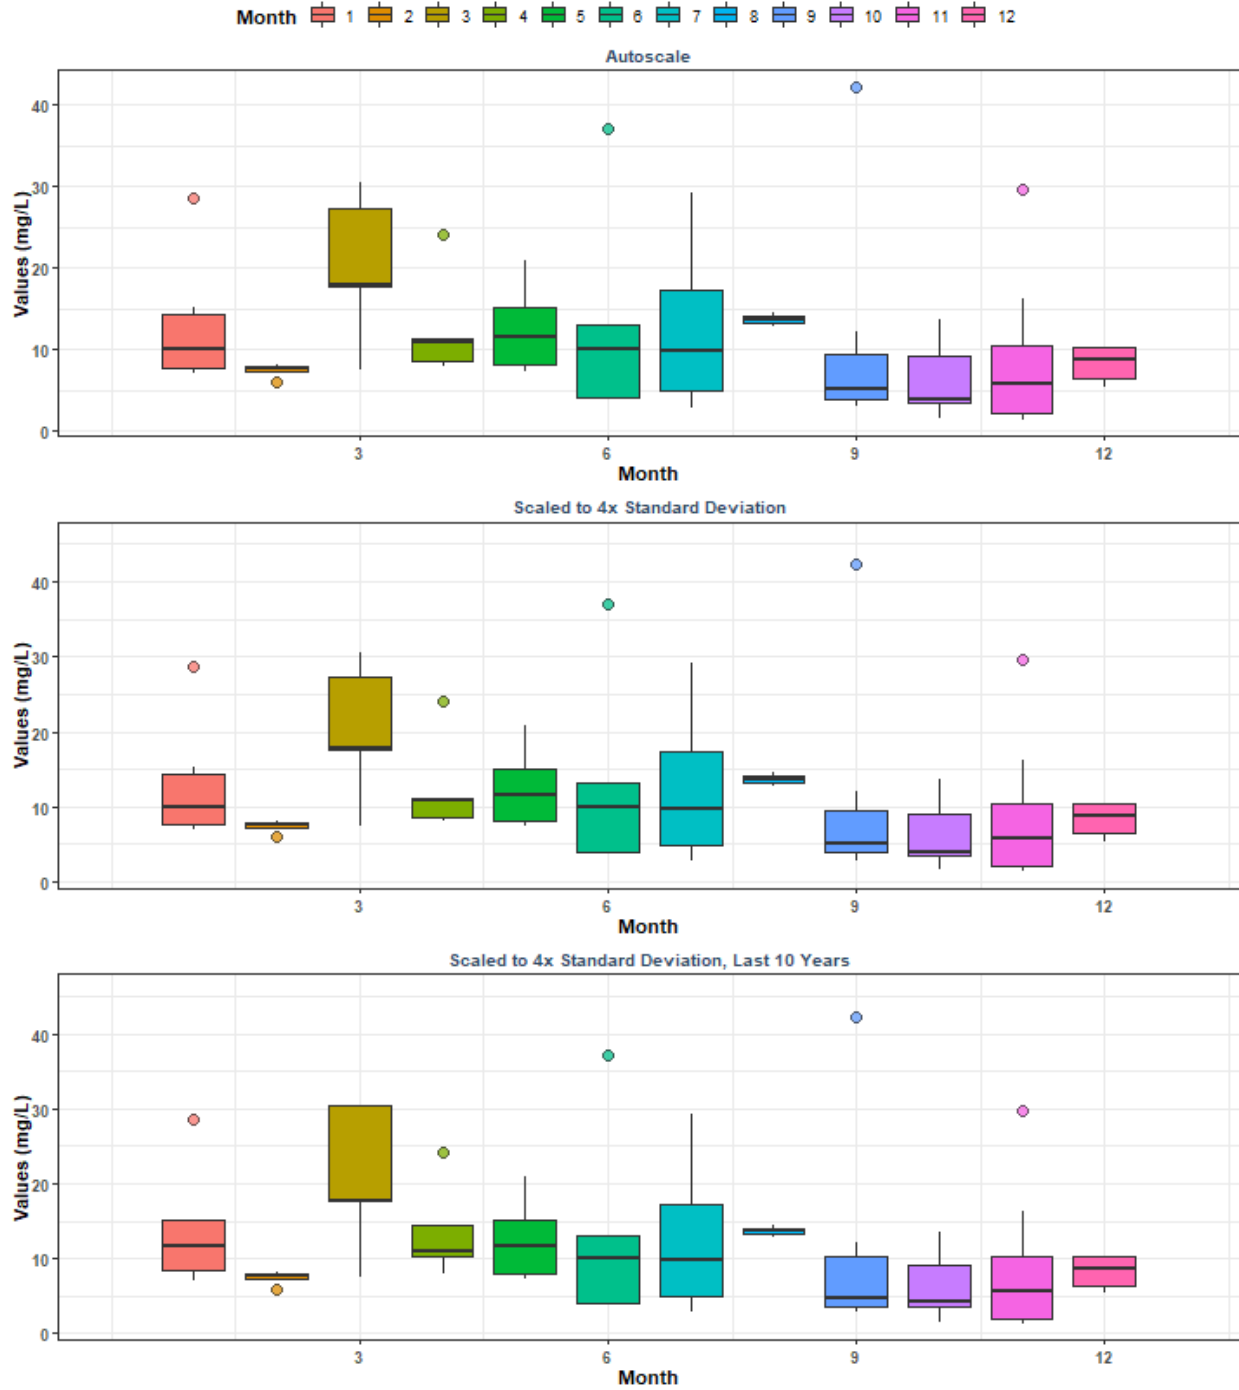 Month 1 2 3 4 5 6 7 8 9 10 11 12
Autoscale
Values (mg/L)
40
30
20
10
0
3 6 9 12
Month
Scaled to 4x Standard Deviation
Values (mg/L)
40
30
20
10
0
3 6 9 12
Month
Scaled to 4x Standard Deviation, Last 10 Years
Values (mg/L)
40
30
20
10
0
3 6 9 12
Month